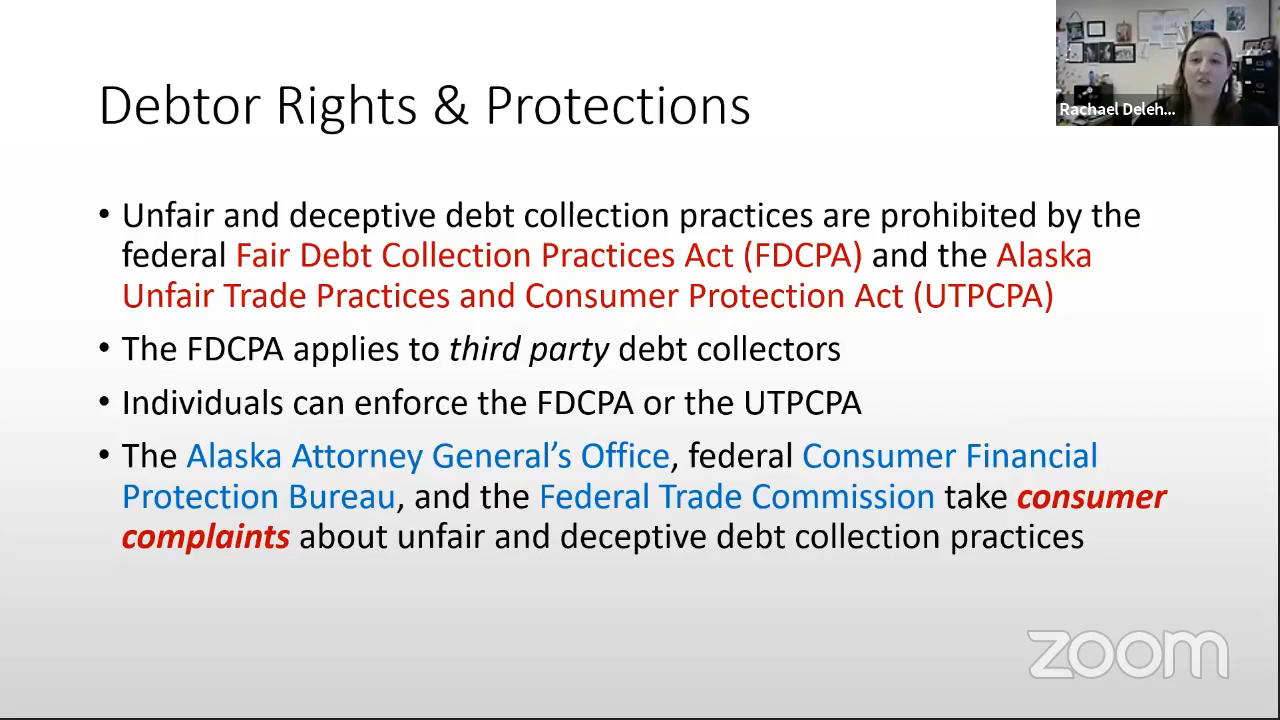 Debtor Rights & Protections
Rachael Deleh...
• Unfair and deceptive debt collection practices are prohibited by the
federal Fair Debt Collection Practices Act (FDCPA) and the Alaska
Unfair Trade Practices and Consumer Protection Act (UTPCPA)
• The FDCPA applies to third party debt collectors
• Individuals can enforce the FDCPA or the UTPCPA
• The Alaska Attorney General’s Office, federal Consumer Financial
Protection Bureau, and the Federal Trade Commission take consumer
complaints about unfair and deceptive debt collection practices
zoom